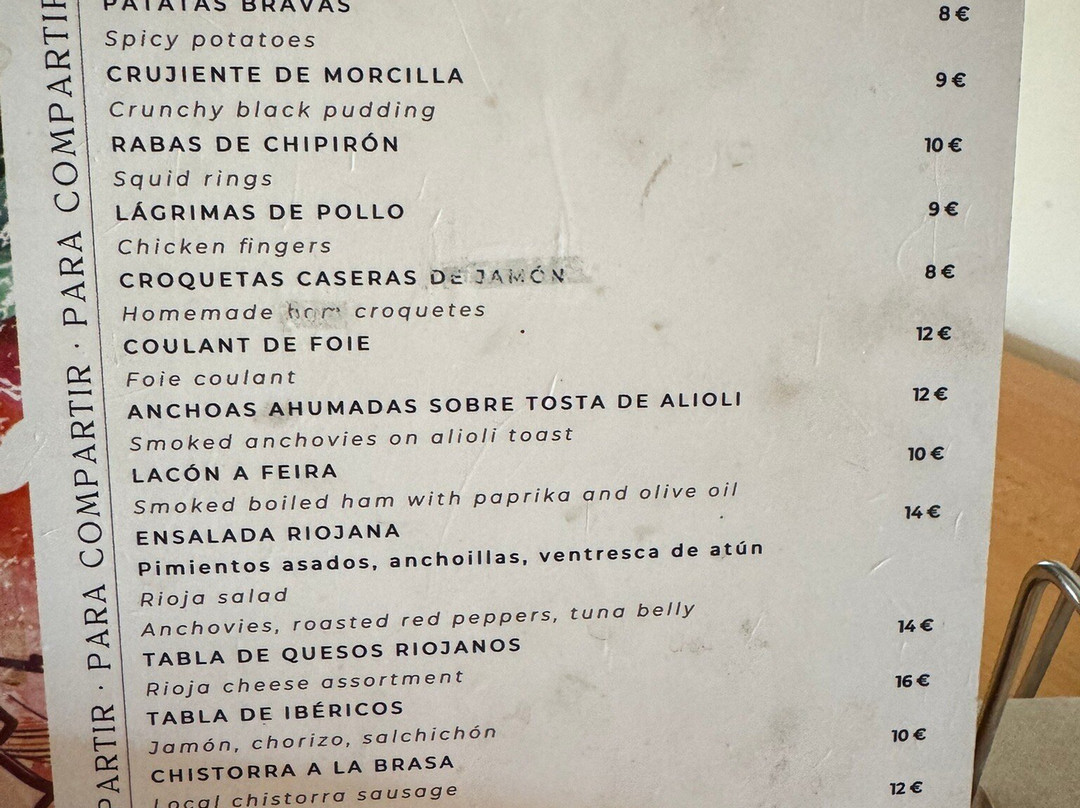 PARTIR · PARA COMPARTIR · PARA COMPARTIR
PATATAS BRAVAS 8 €
Spicy potatoes
CRUJIENTE DE MORCILLA 9 €
Crunchy black pudding
RABAS DE CHIPIRÓN 10 €
Squid rings
LÁGRIMAS DE POLLO 9 €
Chicken fingers
CROQUETAS CASERAS DE JAMÓN 8 €
Homemade ham croquetes
COULANT DE FOIE 12 €
Foie coulant
ANCHOAS AHUMADAS SOBRE TOSTA DE ALIOLI 12 €
Smoked anchovies on alioli toast
LACÓN A FEIRA 10 €
Smoked boiled ham with paprika and olive oil
ENSALADA RIOJANA 14 €
Pimientos asados, anchoillas, ventresca de atún
Rioja salad
Anchovies, roasted red peppers, tuna belly
TABLA DE QUESOS RIOJANOS 14 €
Rioja cheese assortment
TABLA DE IBÉRICOS 16 €
Jamón, chorizo, salchichón
CHISTORRA A LA BRASA 10 €
Local chistorra sausage
12 €